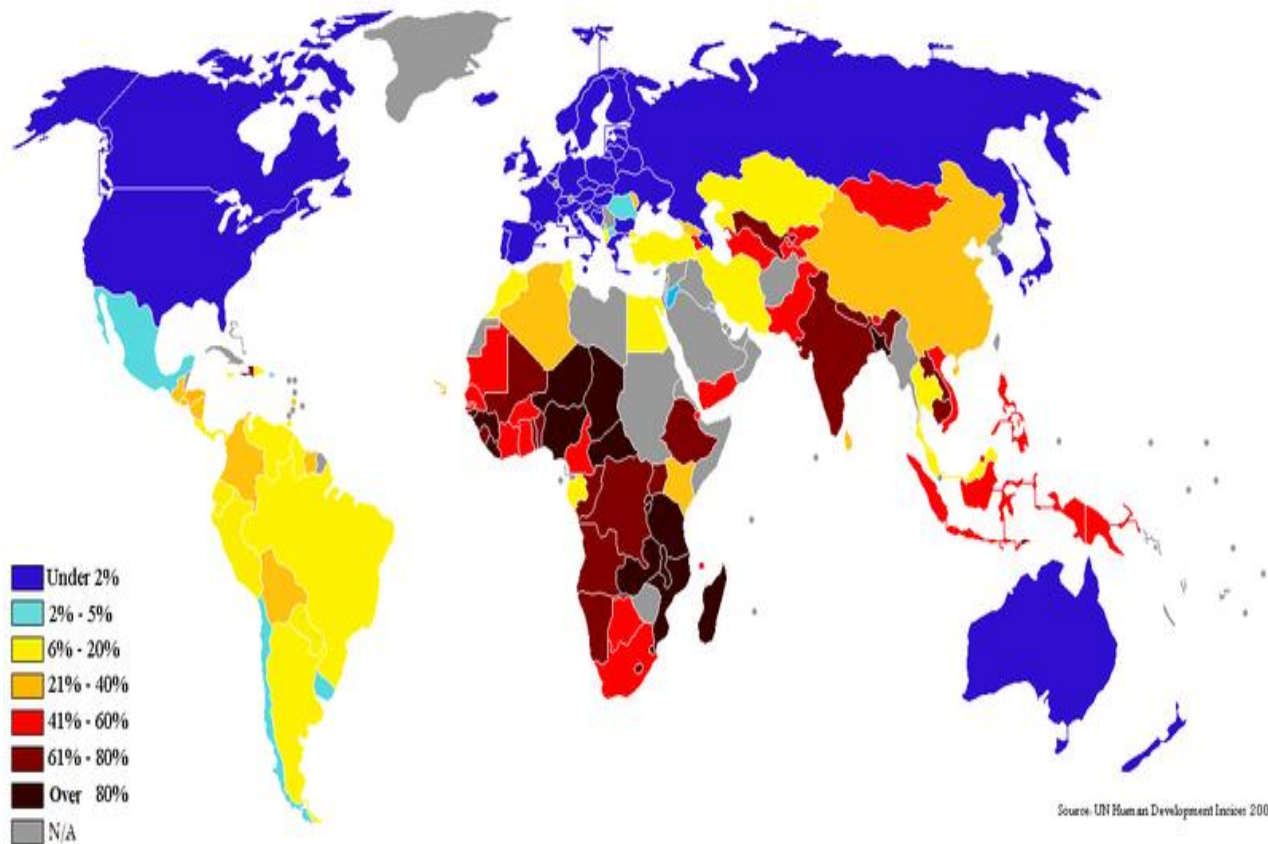 Under 2%
2% - 5%
6% - 20%
21% - 40%
41% - 60%
61% - 80%
Over 80%
N/A
Source: UN Human Development Indices 200